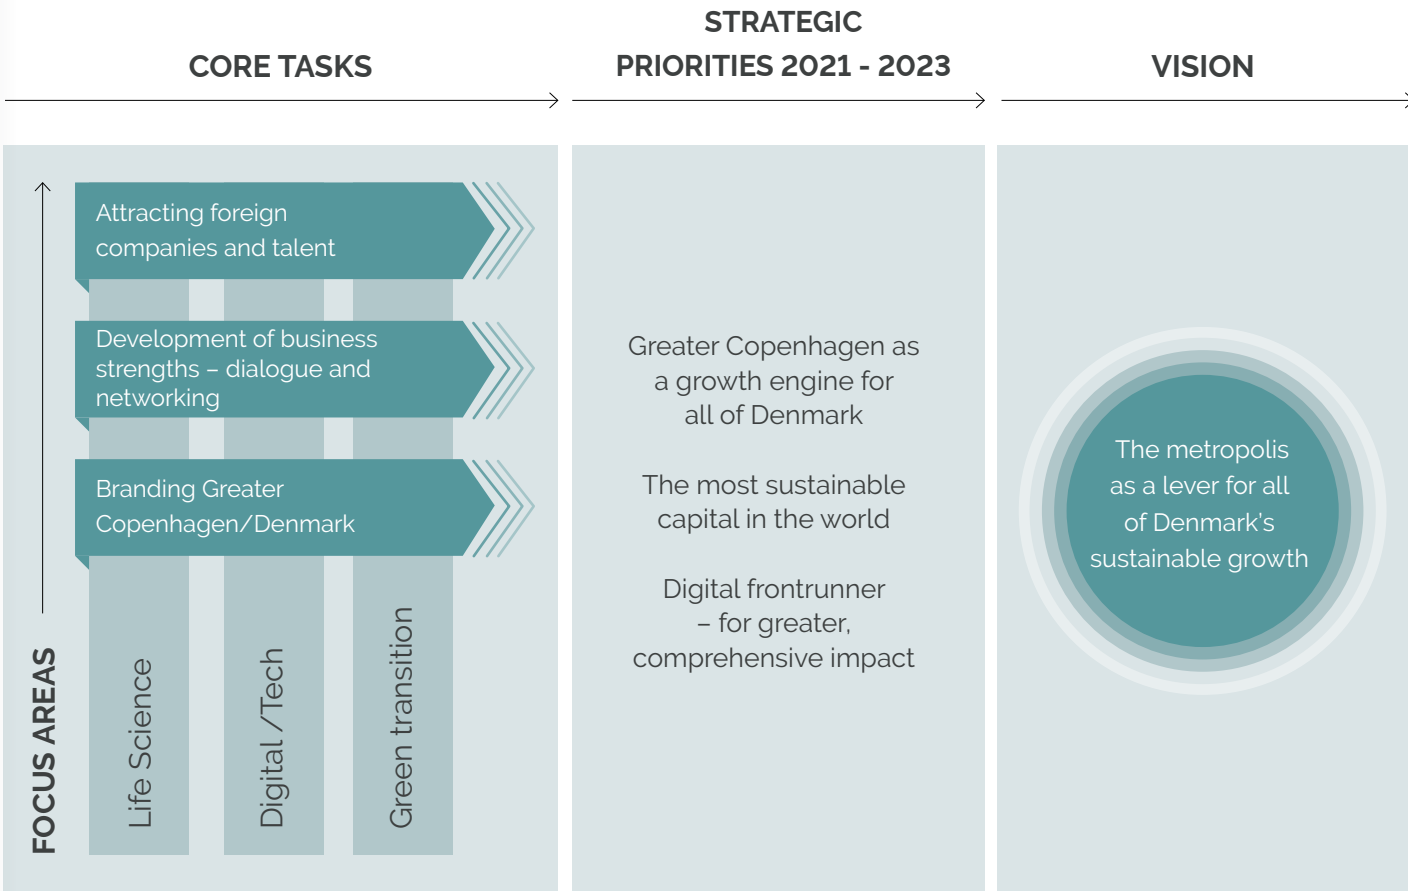 CORE TASKS
STRATEGIC
PRIORITIES 2021 - 2023
VISION
Attracting foreign
companies and talent
Development of business
strengths – dialogue and
networking
Branding Greater
Copenhagen/Denmark
FOCUS AREAS
Life Science
Digital /Tech
Green transition
Greater Copenhagen as
a growth engine for
all of Denmark
The most sustainable
capital in the world
Digital frontrunner
– for greater,
comprehensive impact
The metropolis
as a lever for all
of Denmark's
sustainable growth